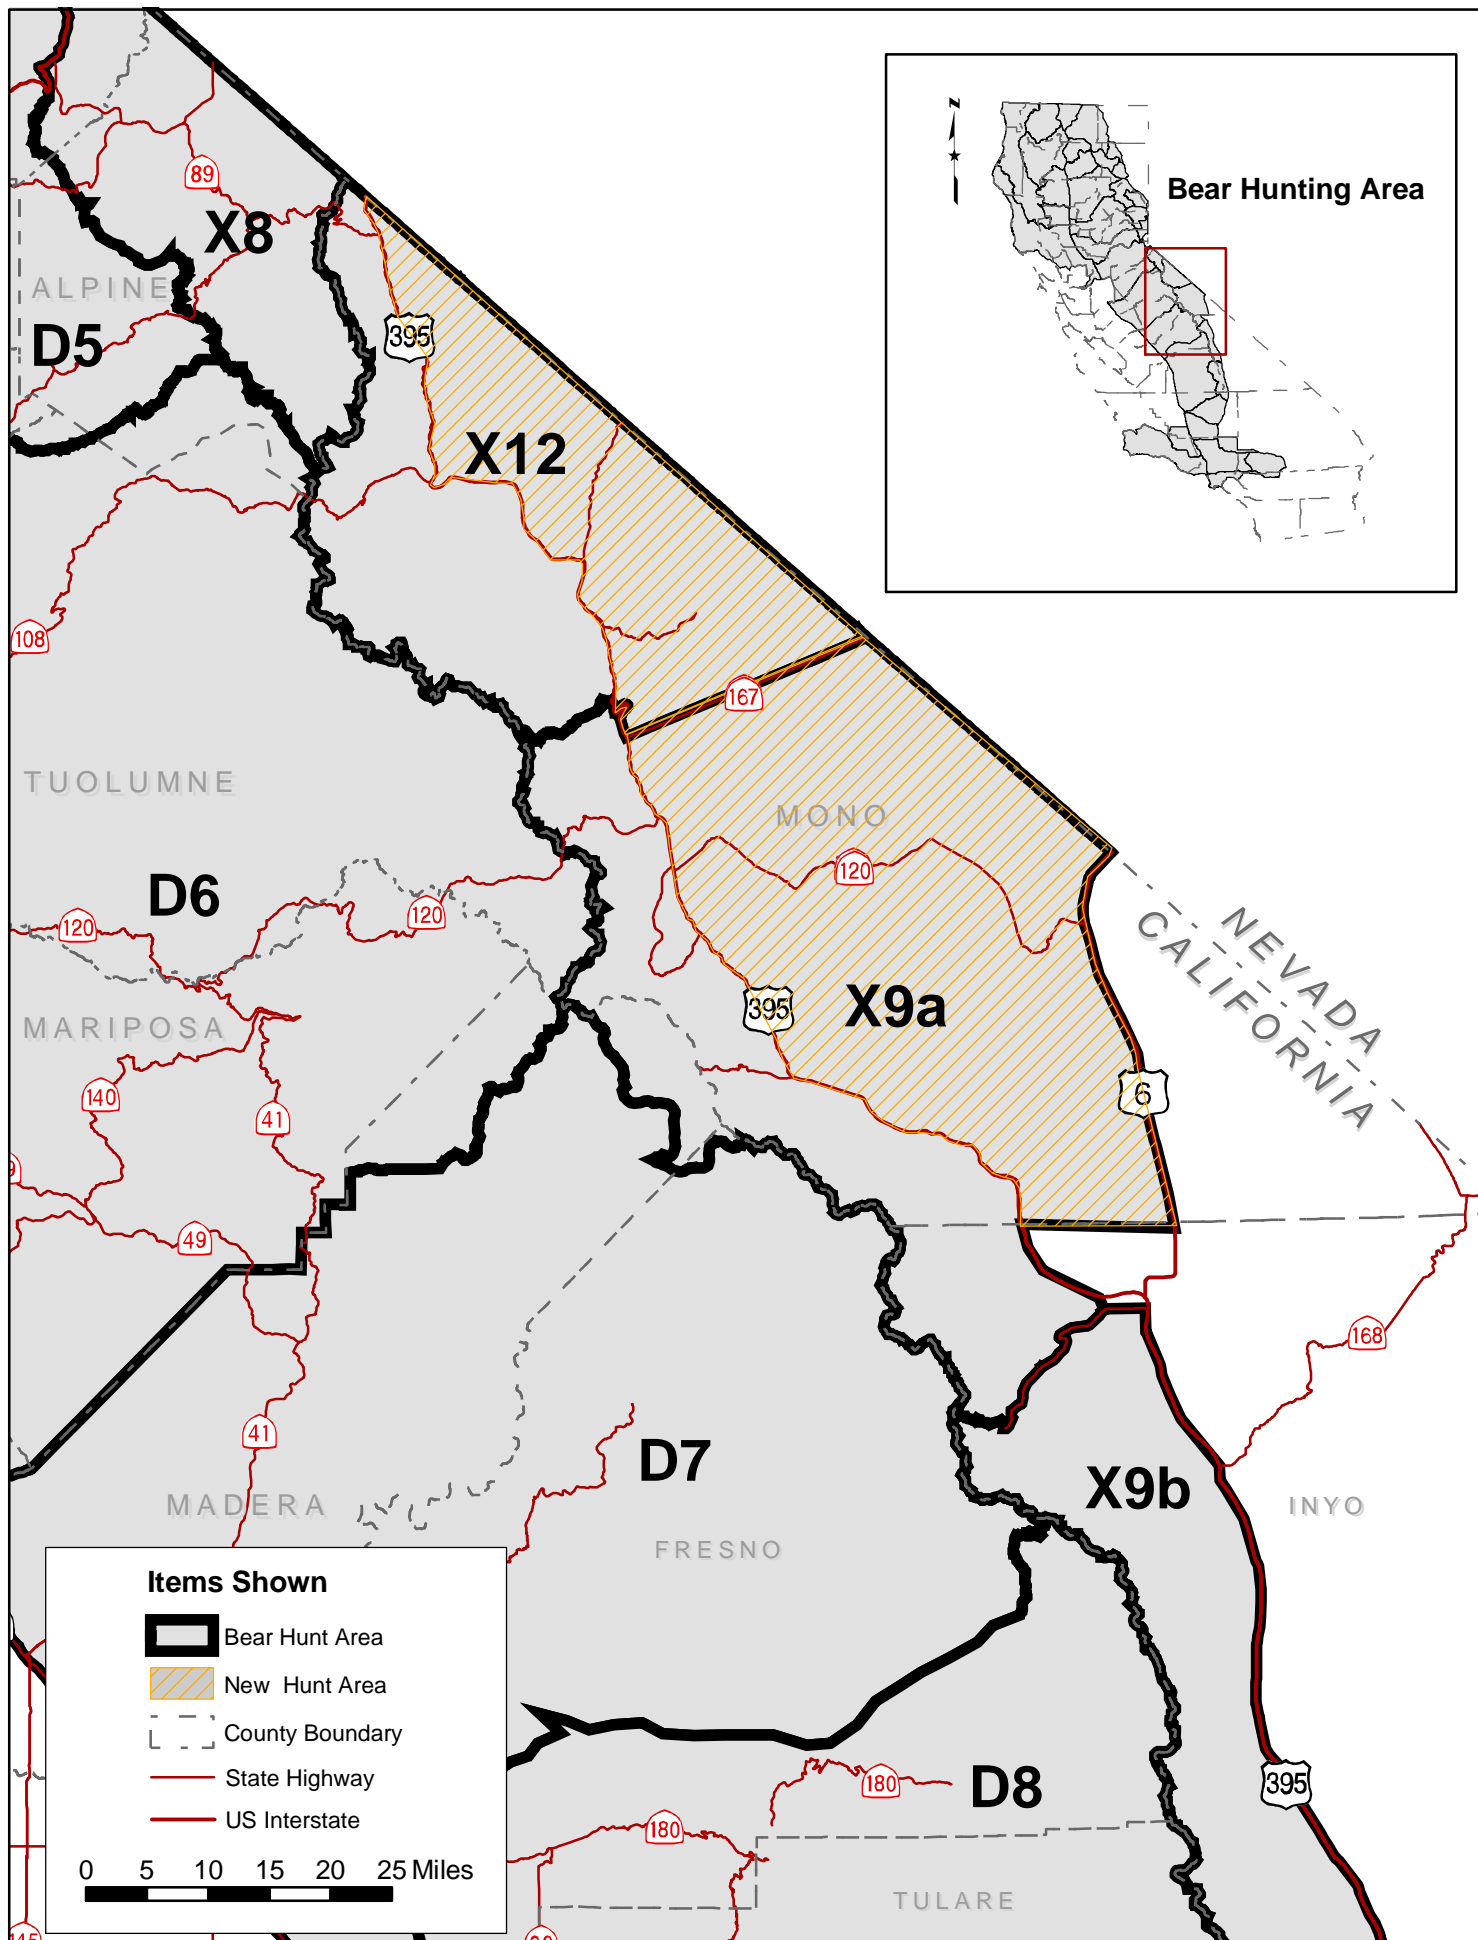 N
Bear Hunting Area
89
X8
ALPINE
D5
395
X12
108
167
TUOLUMNE
MONO
120
D6
120
120
NEVADA
CALIFORNIA
X9a
395
MARIPOSA
6
140
41
49
168
41
D7
X9b
MADERA
INYO
FRESNO
Items Shown
Bear Hunt Area
New Hunt Area
County Boundary
State Highway
US Interstate
0 5 10 15 20 25 Miles
180
D8
395
180
TULARE